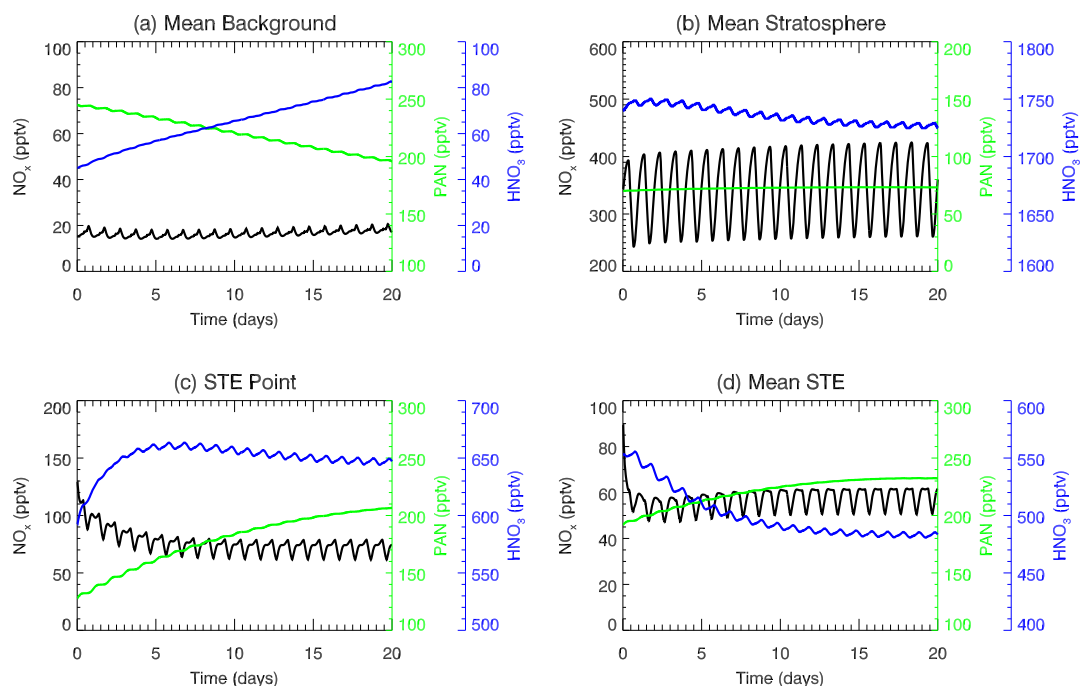 (a) Mean Background
100
80
60
40
20
0
NOx (pptv)
300
250
200
150
100
PAN (pptv)
100
80
60
40
20
0
HNO3 (pptv)
0 5 10 15 20
Time (days)
(b) Mean Stratosphere
600
500
400
300
200
NOx (pptv)
200
150
100
50
0
PAN (pptv)
1800
1750
1700
1650
1600
HNO3 (pptv)
0 5 10 15 20
Time (days)
(c) STE Point
200
150
100
50
0
NOx (pptv)
300
250
200
150
100
PAN (pptv)
700
650
600
550
500
HNO3 (pptv)
0 5 10 15 20
Time (days)
(d) Mean STE
100
80
60
40
20
0
NOx (pptv)
300
250
200
150
100
PAN (pptv)
600
550
500
450
400
HNO3 (pptv)
0 5 10 15 20
Time (days)